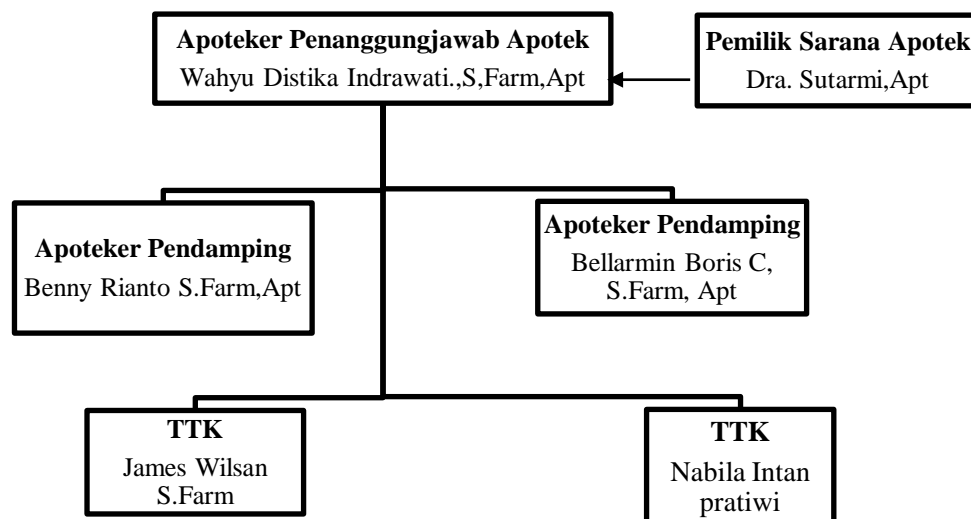 Apoteker Penanggungjawab Apotek
Wahyu Distika Indrawati.,S,Farm,Apt
Pemilik Sarana Apotek
Dra. Sutarmi,Apt
Apoteker Pendamping
Benny Rianto S.Farm,Apt
Apoteker Pendamping
Bellarmin Boris C,
S.Farm, Apt
TTK
James Wilsan
S.Farm
TTK
Nabila Intan
pratiwi